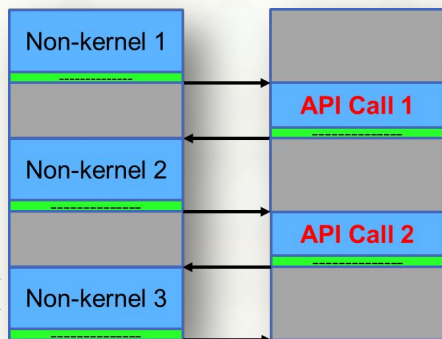 Non-kernel 1
--------------
API Call 1
--------------
Non-kernel 2
--------------
API Call 2
--------------
Non-kernel 3
--------------